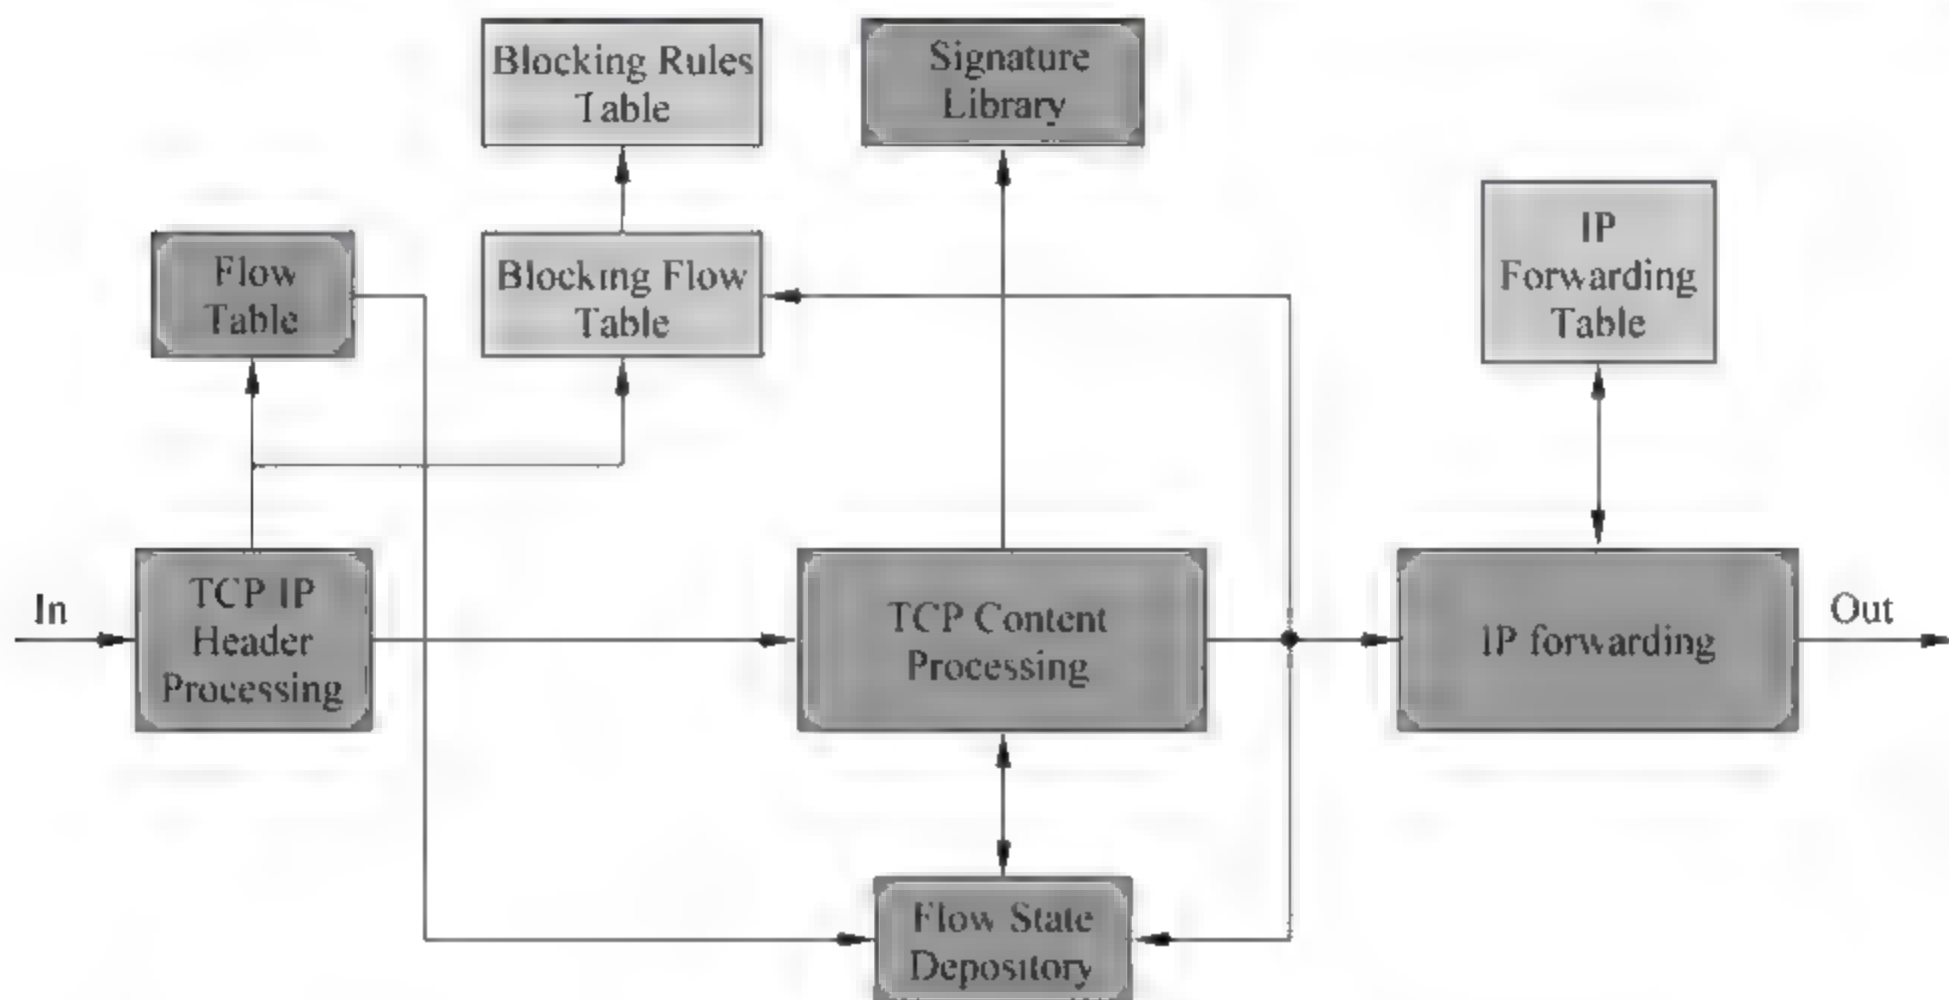 Blocking Rules
Table
Signature
Library
IP
Forwarding
Table
Flow
Table
Blocking Flow
Table
In
TCP IP
Header
Processing
TCP Content
Processing
IP forwarding
Out
Flow State
Depository